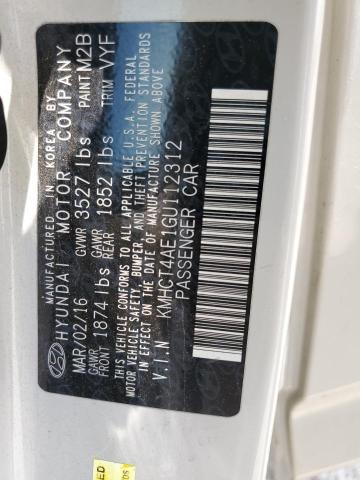 MANUFACTURED IN KOREA BY
HYUNDAI MOTOR COMPANY
MAR/02/16 GVWR 3527 lbs PAINT M2B
GAWR FRONT 1874 lbs GAWR REAR 1852 lbs TRIM VYF
THIS VEHICLE CONFORMS TO ALL APPLICABLE U.S.A. FEDERAL
MOTOR VEHICLE SAFETY, BUMPER, AND THEFT PREVENTION STANDARDS
IN EFFECT ON THE DATE OF MANUFACTURE SHOWN ABOVE
V.I.N KMHCT4AE1GU112312
PASSENGER CAR